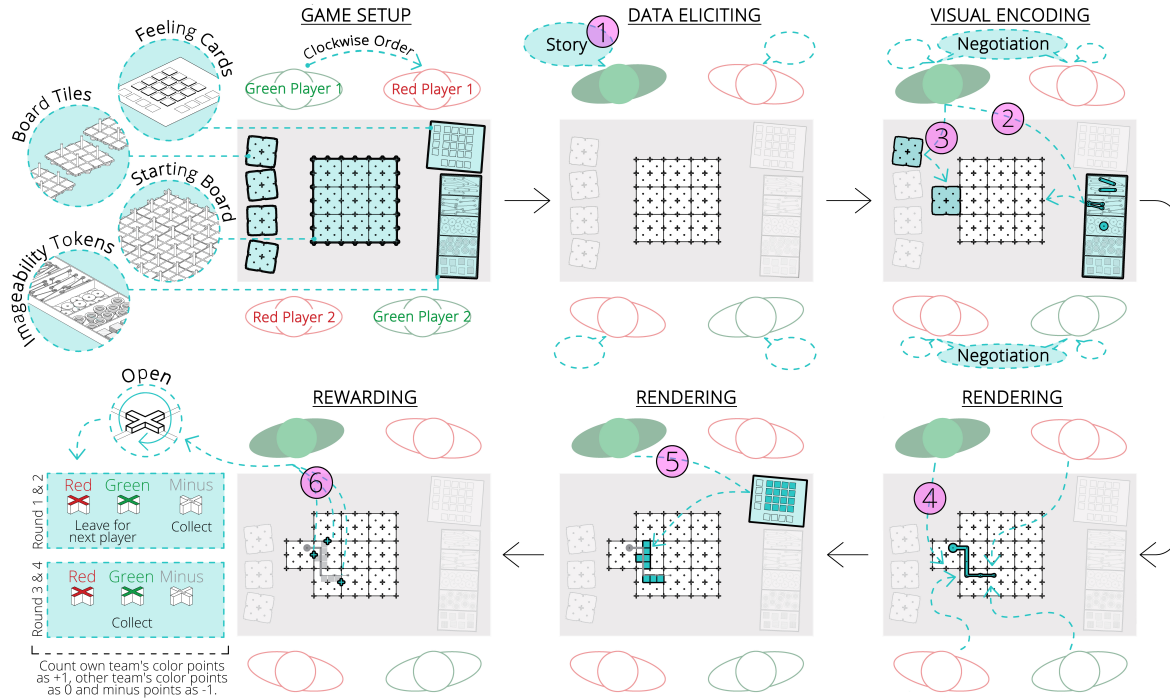 GAME SETUP
DATA ELICITING
VISUAL ENCODING
Feeling Cards
Clockwise Order
Green Player 1
Red Player 1
Story
1
Negotiation
Board Tiles
2
3
Starting Board
Imageability Tokens
Red Player 2
Green Player 2
Negotiation
Open
REWARDING
RENDERING
RENDERING
5
6
4
Round 1 & 2
Red
Green
Minus
Leave for
next player
Collect
Round 3 & 4
Red
Green
Minus
Collect
Count own team's color points
as +1, other team's color points
as 0 and minus points as -1.